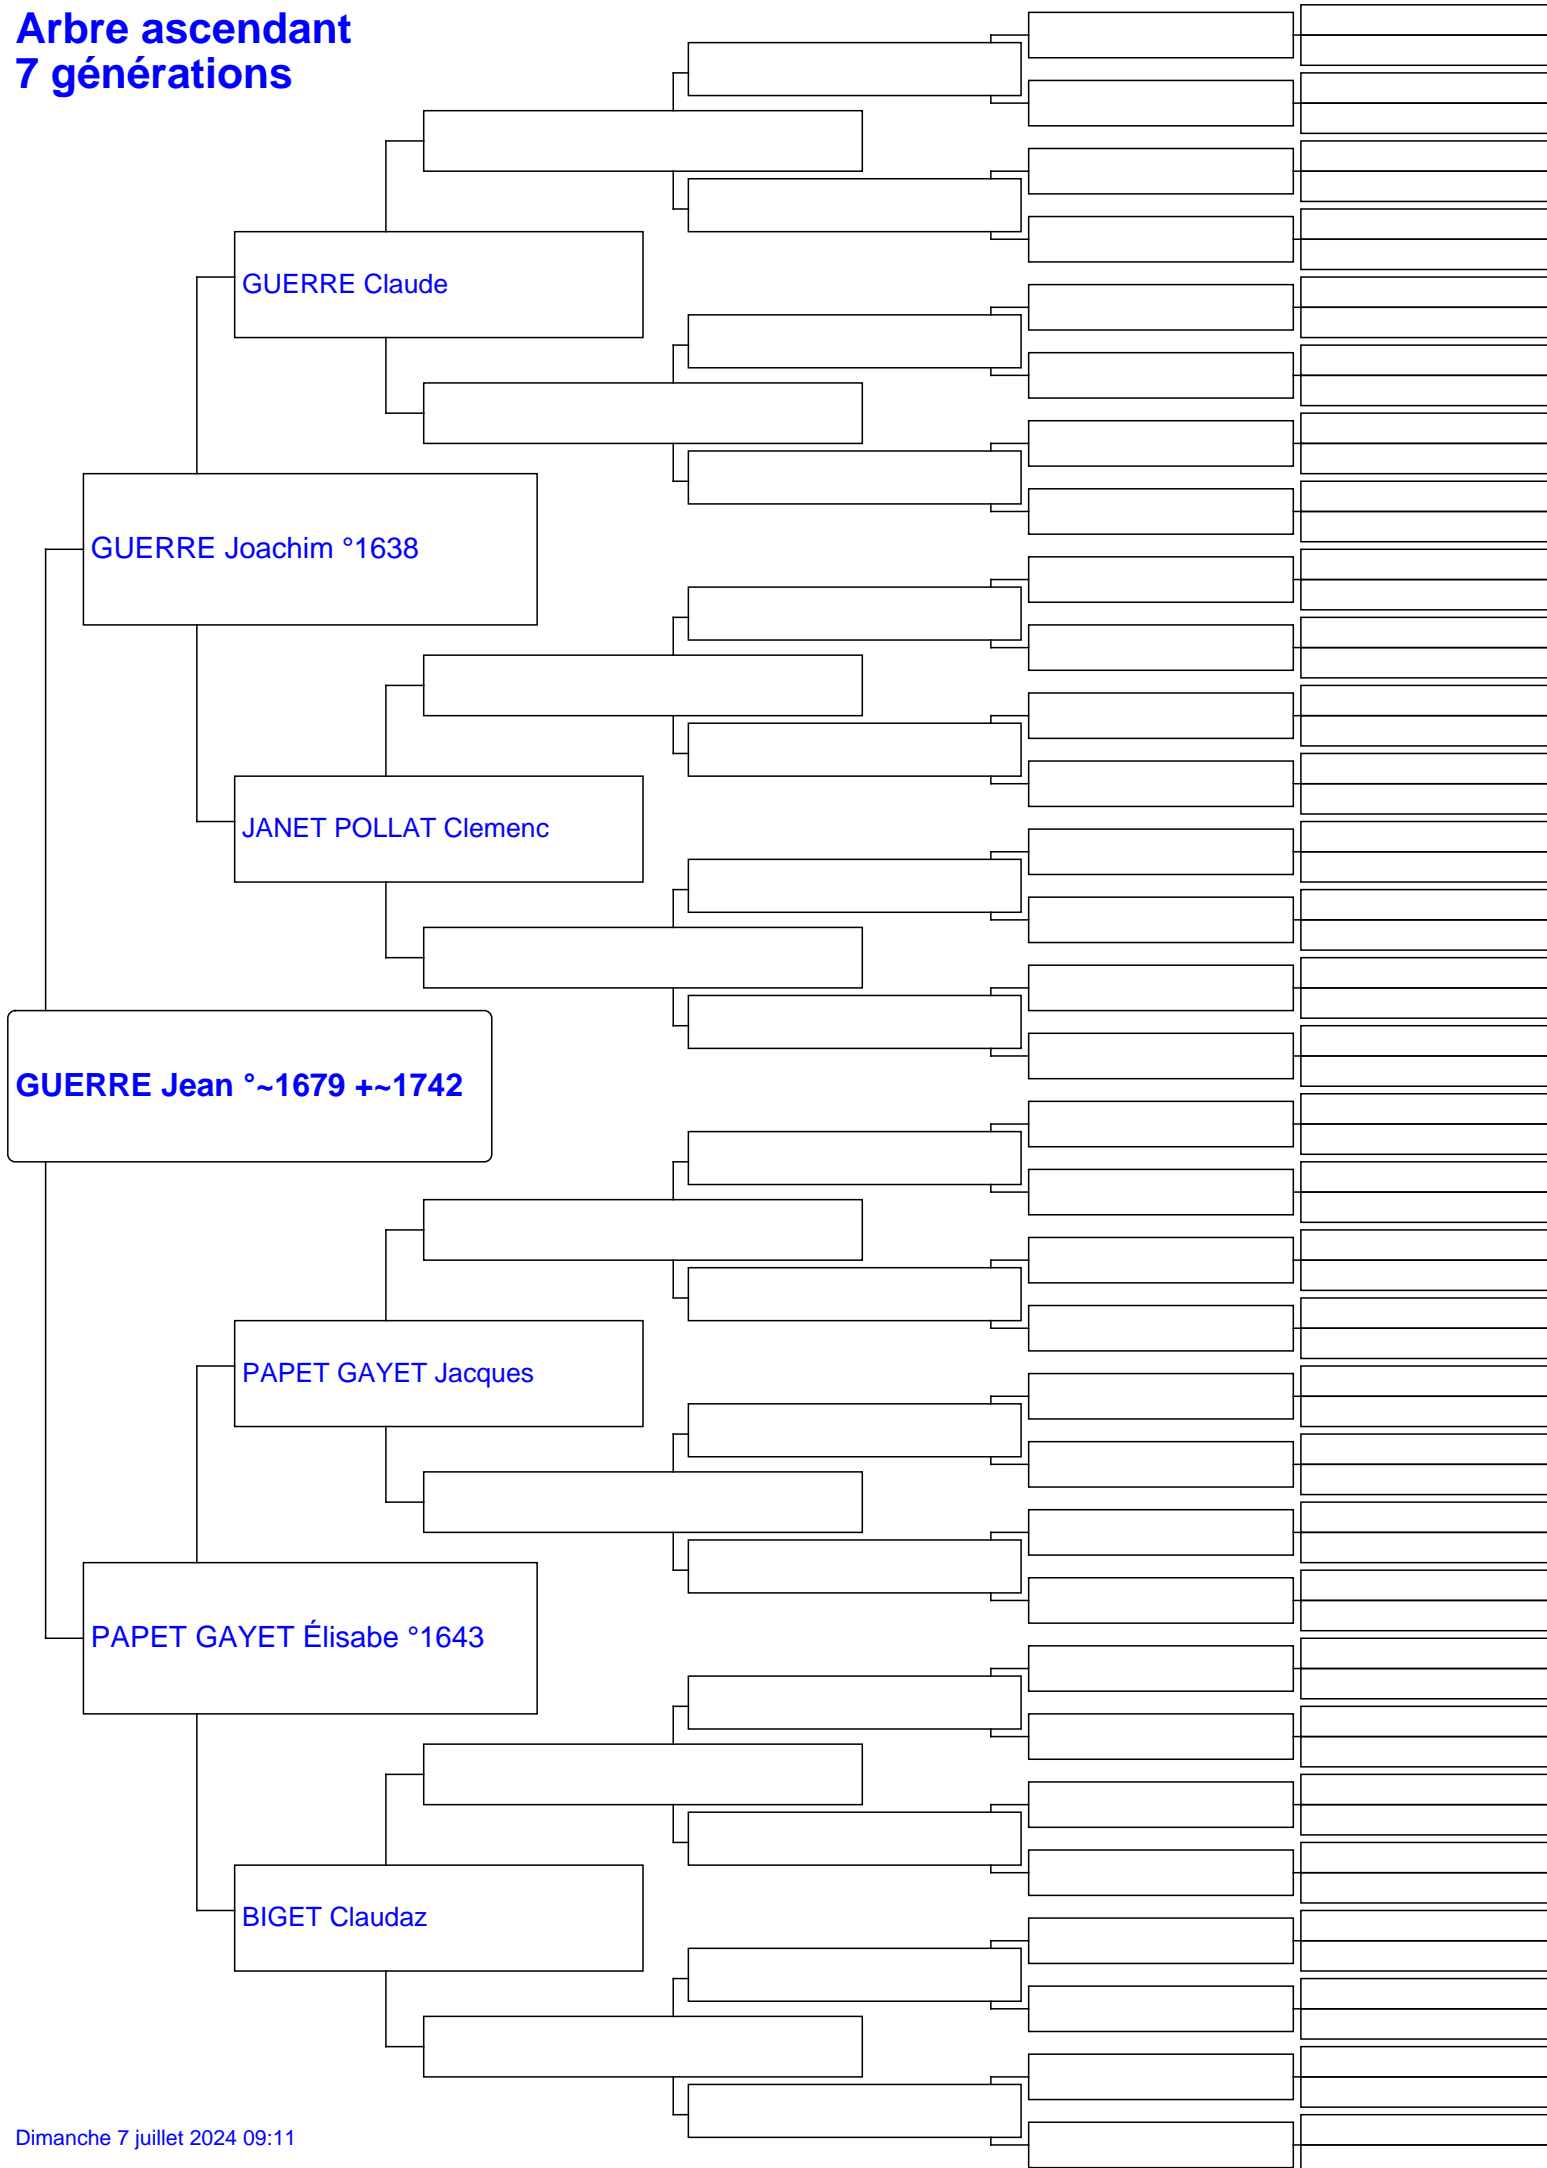 Arbre ascendant
7 générations
GUERRE Claude
GUERRE Joachim °1638
JANET POLLAT Clemenc
GUERRE Jean °~1679 +~1742
PAPET GAYET Jacques
PAPET GAYET Élisabe °1643
BIGET Claudaz
Dimanche 7 juillet 2024 09:11